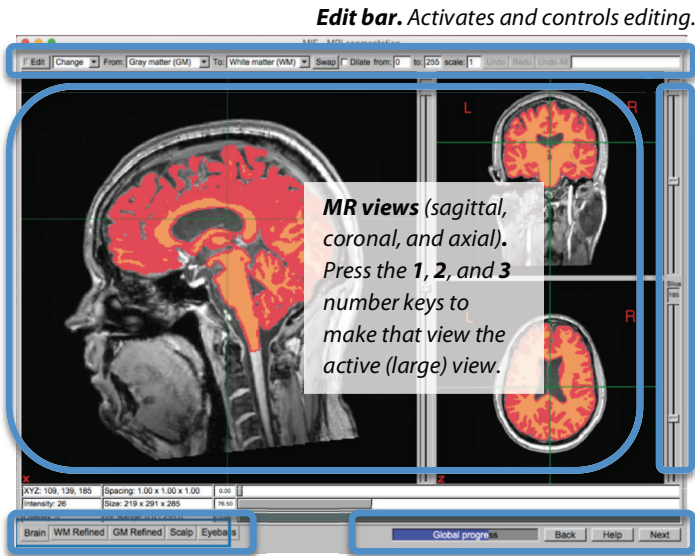 Edit bar. Activates and controls editing.
Edit Change From: Gray matter (GM) To: White matter (WM) Swap Dilate from: 0 to: 255 scale: 1 Undo Redo Undo All
L R
MR views (sagittal,
coronal, and axial).
Press the 1, 2, and 3
number keys to
make that view the
active (large) view.
Slice
185
L R
x z
XYZ: 109, 139, 185 Spacing: 1.00 x 1.00 x 1.00 0.00
Intensity: 26 Size: 219 x 291 x 285 76.50
Brain WM Refined GM Refined Scalp Eyeballs
Global progress Back Help Next